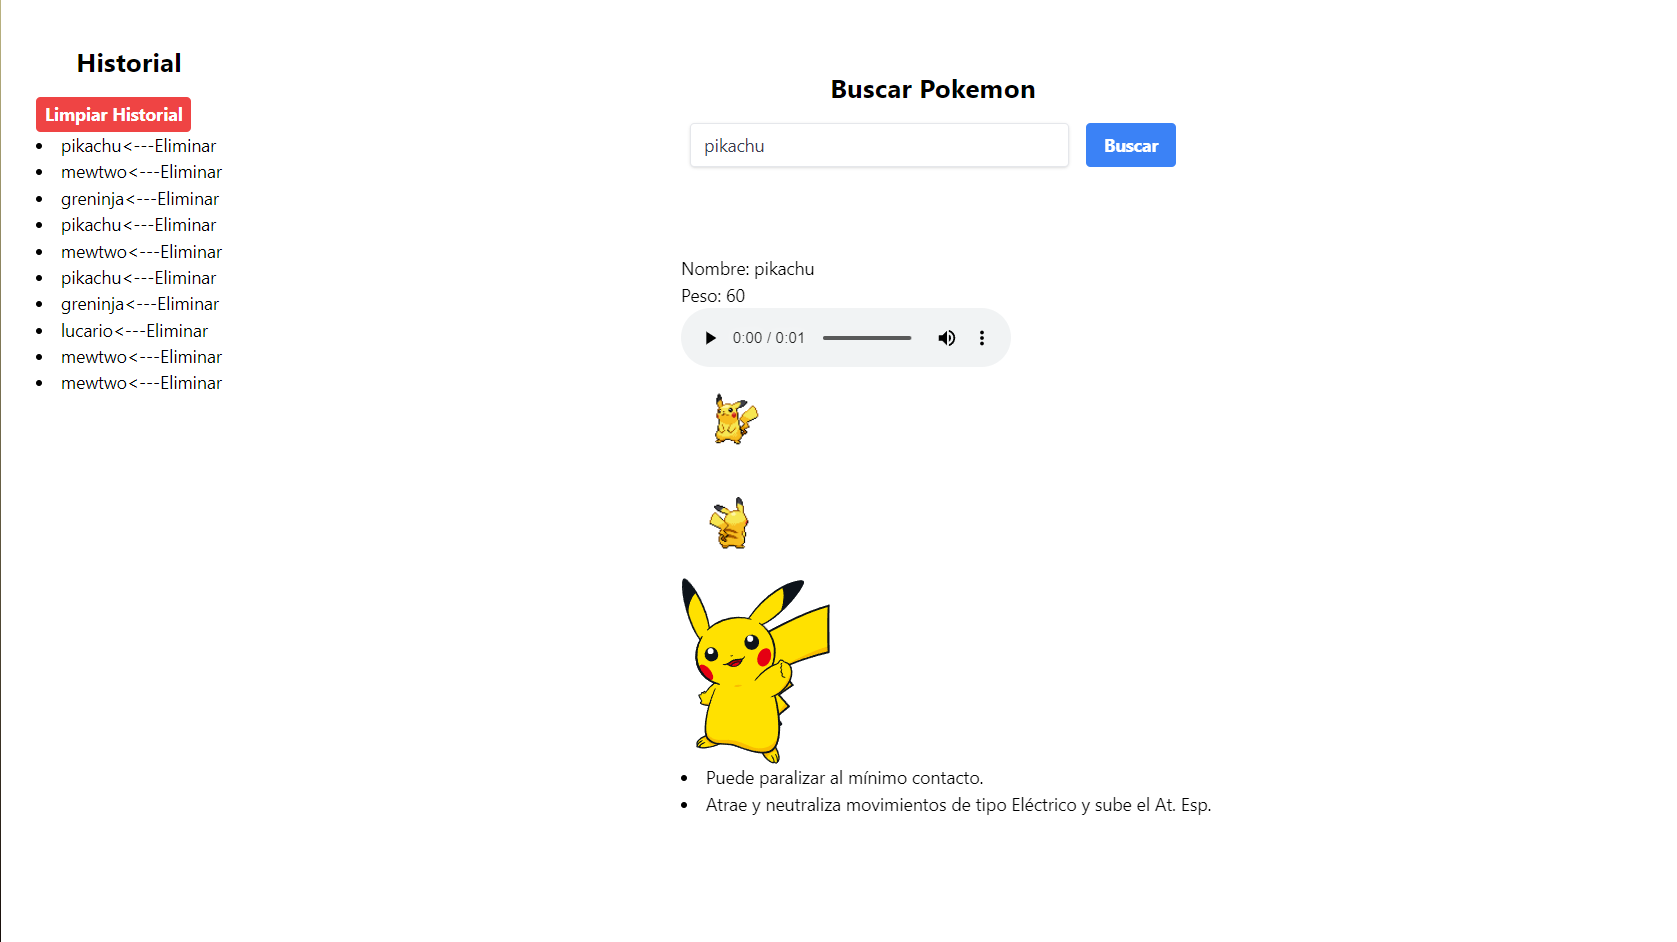 Historial
Limpiar Historial
pikachu<---Eliminar
mewtwo<---Eliminar
greninja<---Eliminar
pikachu<---Eliminar
mewtwo<---Eliminar
pikachu<---Eliminar
greninja<---Eliminar
lucario<---Eliminar
mewtwo<---Eliminar
mewtwo<---Eliminar
Buscar Pokemon
pikachu
Buscar
Nombre: pikachu
Peso: 60
0:00 / 0:01
Puede paralizar al mínimo contacto.
Atrae y neutraliza movimientos de tipo Eléctrico y sube el At. Esp.